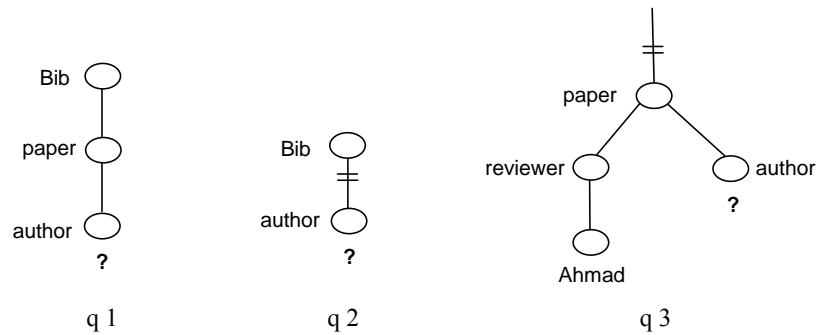 Bib
paper
author
?
q 1
Bib
author
?
q 2
paper
reviewer
author
?
Ahmad
q 3